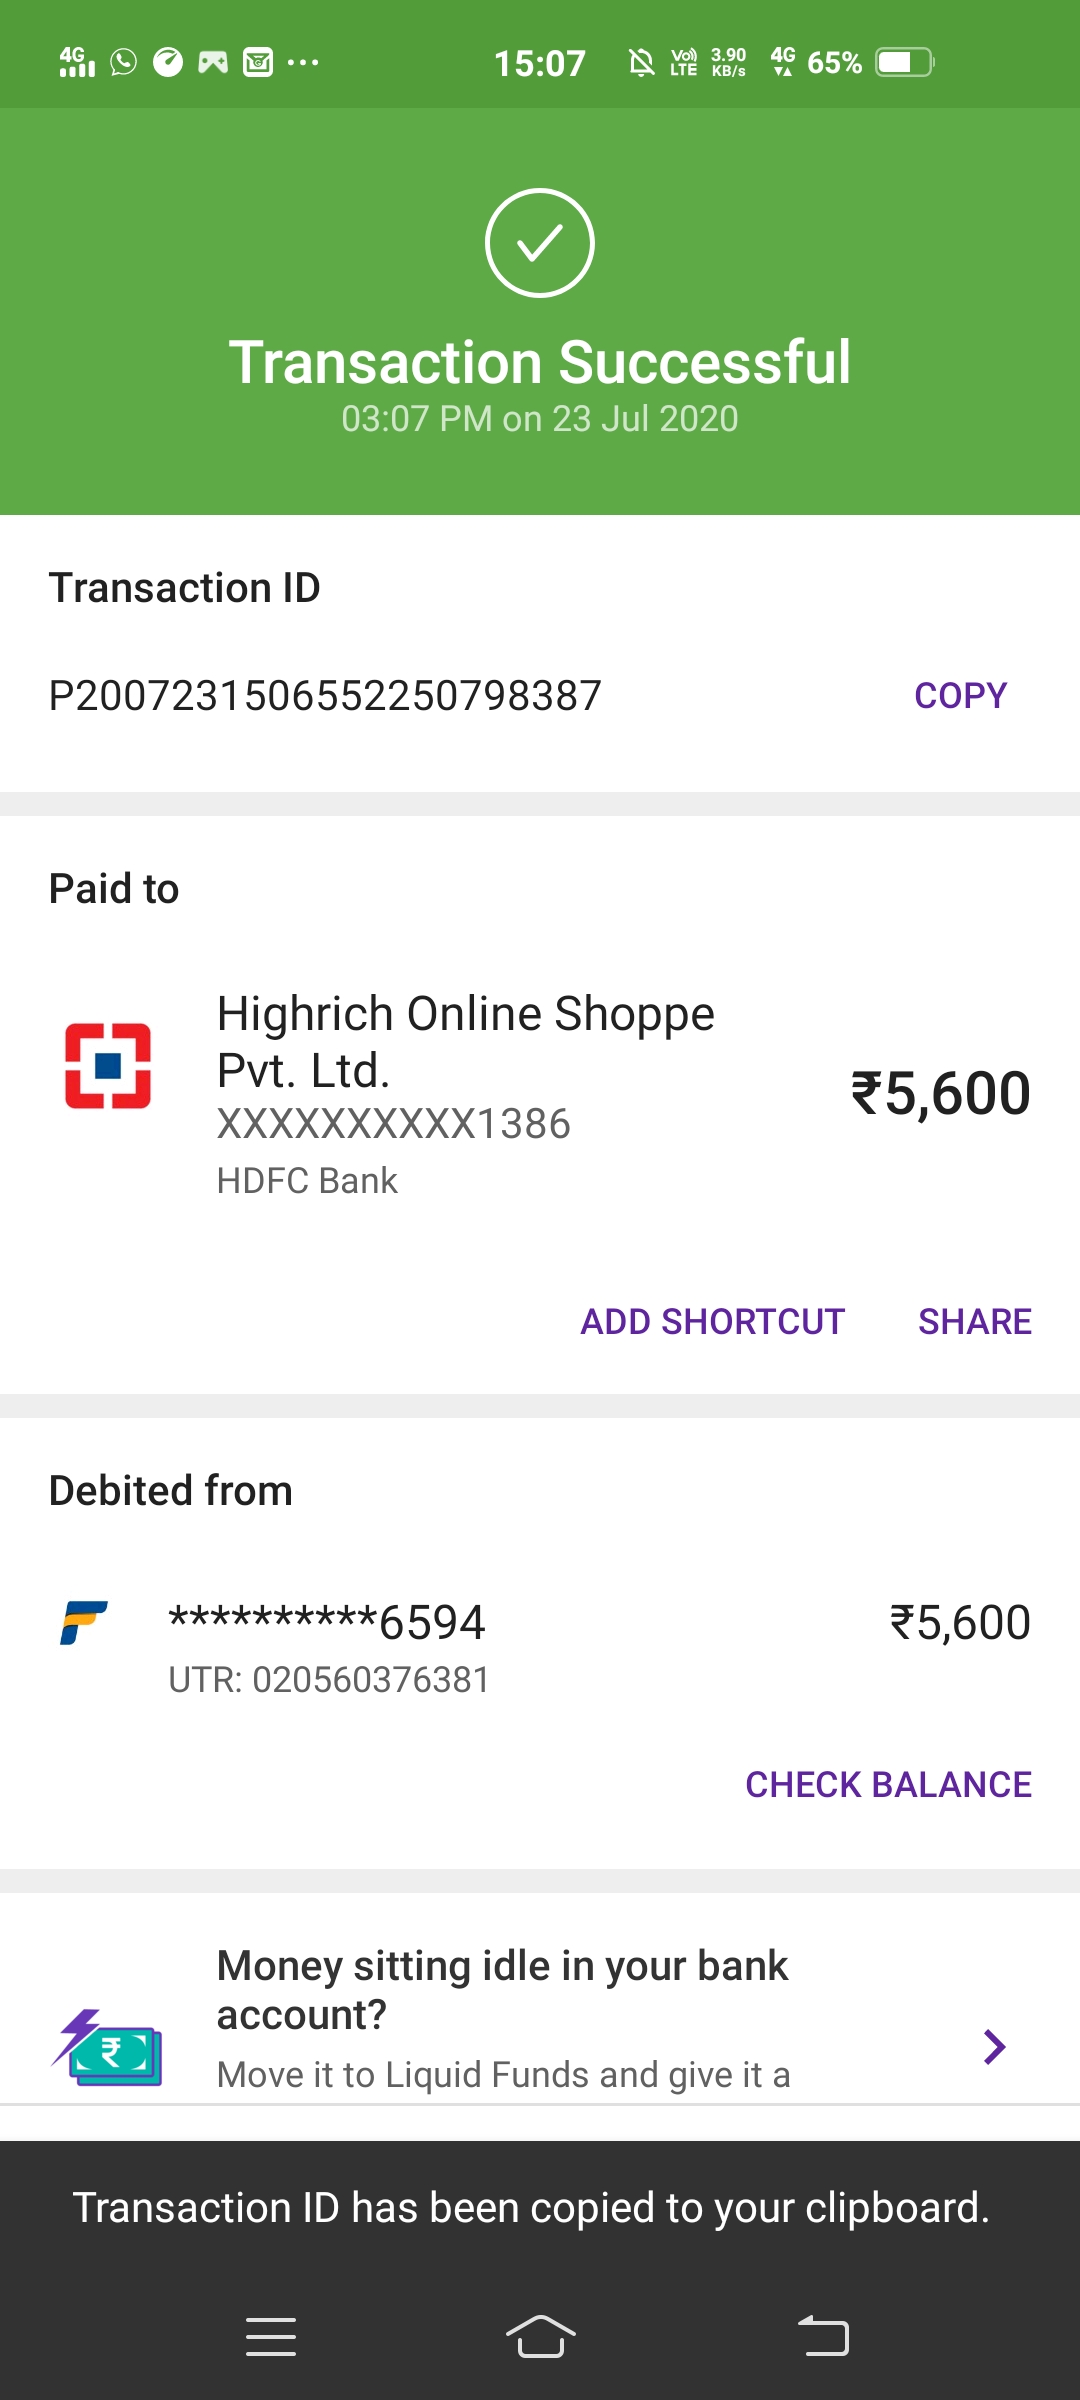 4G 15:07 Vo) LTE 3.90 KB/s 4G 65%
Transaction Successful
03:07 PM on 23 Jul 2020
Transaction ID
P2007231506552250798387 COPY
Paid to
Highrich Online Shoppe
Pvt. Ltd.
₹5,600
XXXXXXXXXX1386
HDFC Bank
ADD SHORTCUT SHARE
Debited from
**********6594 ₹5,600
UTR: 020560376381
CHECK BALANCE
Money sitting idle in your bank
account?
Move it to Liquid Funds and give it a
Transaction ID has been copied to your clipboard.